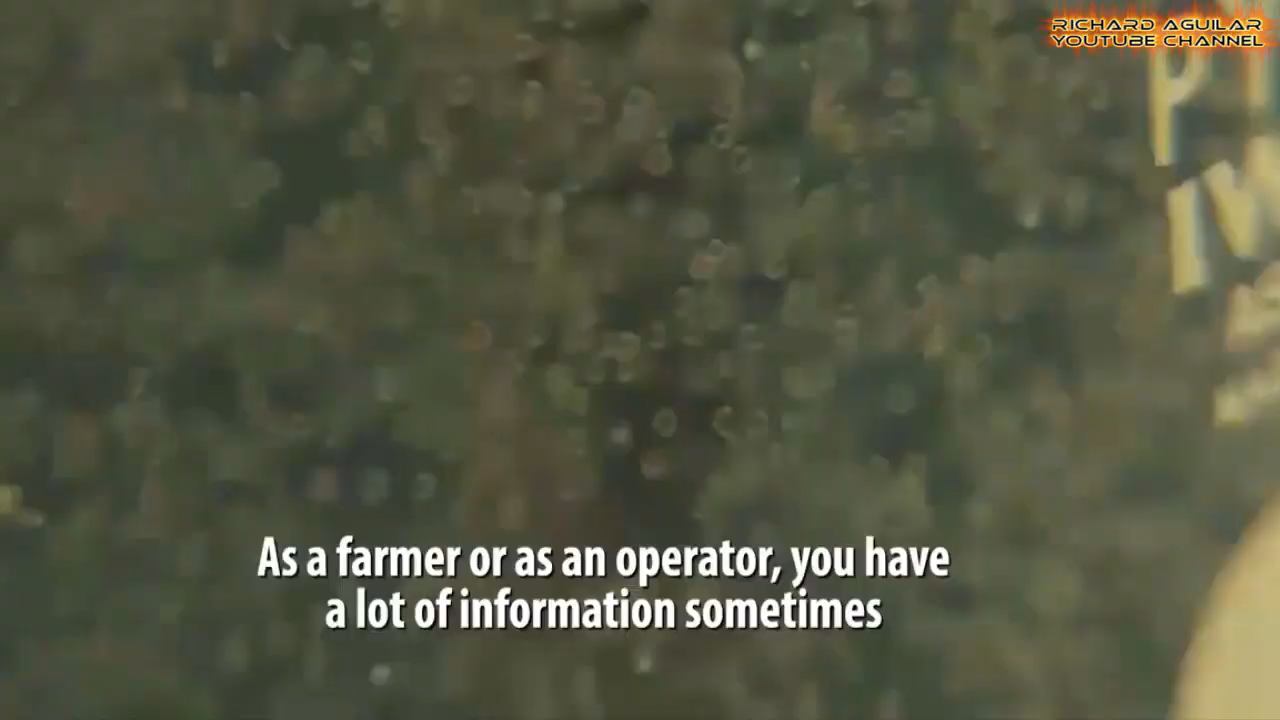 RICHARD AGUILAR
YOUTUBE CHANNEL
As a farmer or as an operator, you have
a lot of information sometimes